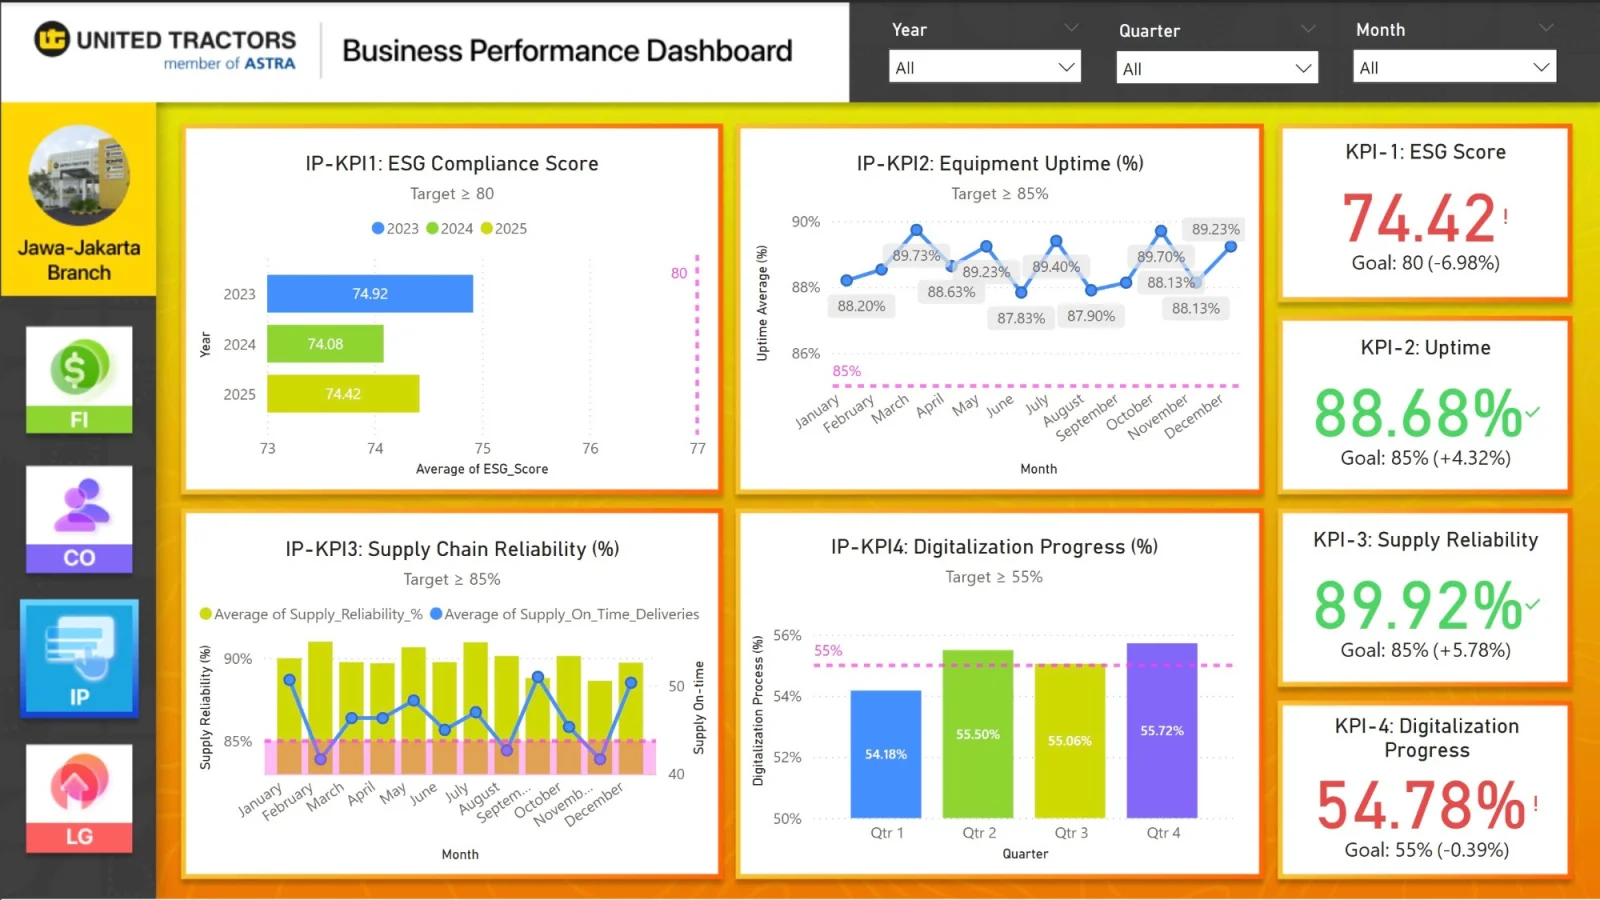 UNITED TRACTORS
member of ASTRA
Business Performance Dashboard
Year
All
Quarter
All
Month
All
Jawa-Jakarta
Branch
FI
CO
IP
LG
IP-KPI1: ESG Compliance Score
Target ≥ 80
2023 2024 2025
80
2023 74.92
2024 74.08
2025 74.42
Year
73 74 75 76 77
Average of ESG_Score
IP-KPI2: Equipment Uptime (%)
Target ≥ 85%
90%
88%
86%
85%
Uptime Average (%)
88.20%
89.73%
88.63%
89.23%
87.83%
89.40%
87.90%
88.13%
89.70%
88.13%
89.23%
January February March April May June July August September October November December
Month
IP-KPI3: Supply Chain Reliability (%)
Target ≥ 85%
Average of Supply_Reliability_% Average of Supply_On_Time_Deliveries
90%
85%
Supply Reliability (%)
50
40
Supply On-time
January February March April May June July August Septem... October Novemb... December
Month
IP-KPI4: Digitalization Progress (%)
Target ≥ 55%
56%
55%
54%
52%
50%
Digitalization Process (%)
54.18%
55.50%
55.06%
55.72%
Qtr 1 Qtr 2 Qtr 3 Qtr 4
Quarter
KPI-1: ESG Score
74.42!
Goal: 80 (-6.98%)
KPI-2: Uptime
88.68%
Goal: 85% (+4.32%)
KPI-3: Supply Reliability
89.92%
Goal: 85% (+5.78%)
KPI-4: Digitalization
Progress
54.78%!
Goal: 55% (-0.39%)